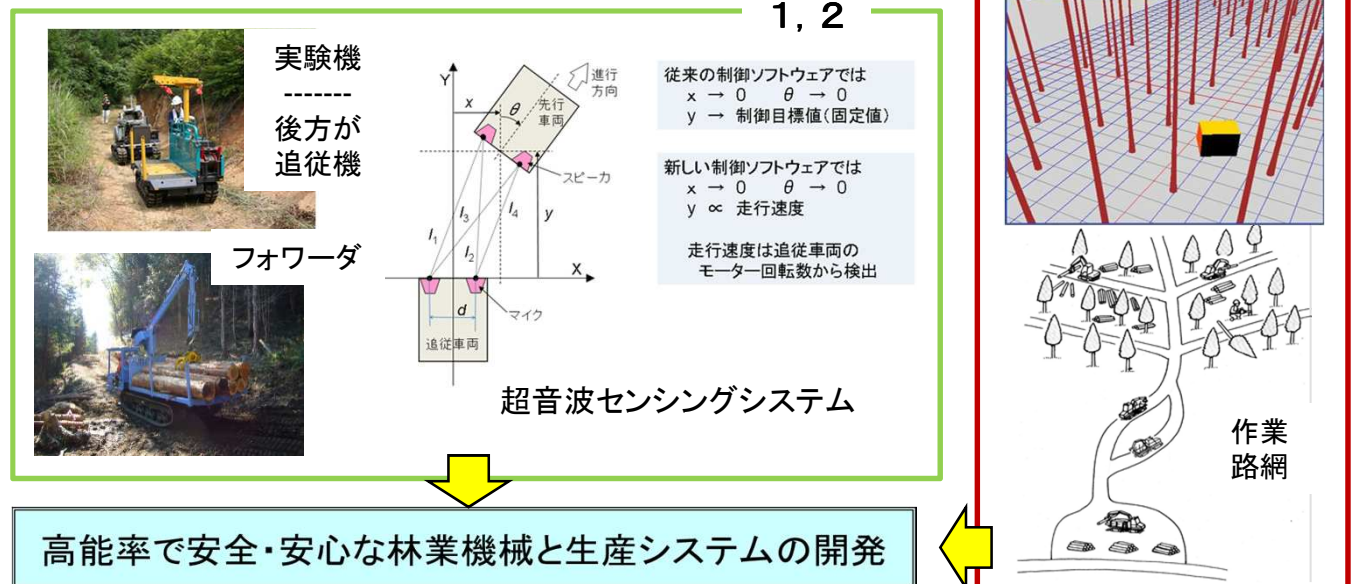 1，2
実験機
-------
後方が
追従機
フォワーダ
Y
x
θ
進行
方向
先行
車両
スピーカ
l1
l3
l4
l2
y
X
d
マイク
追従車両
従来の制御ソフトウェアでは
x → 0 θ → 0
y → 制御目標値(固定値)
新しい制御ソフトウェアでは
x → 0 θ → 0
y ∝ 走行速度
走行速度は追従車両の
モーター回転数から検出
超音波センシングシステム
作業
路網
高能率で安全・安心な林業機械と生産システムの開発